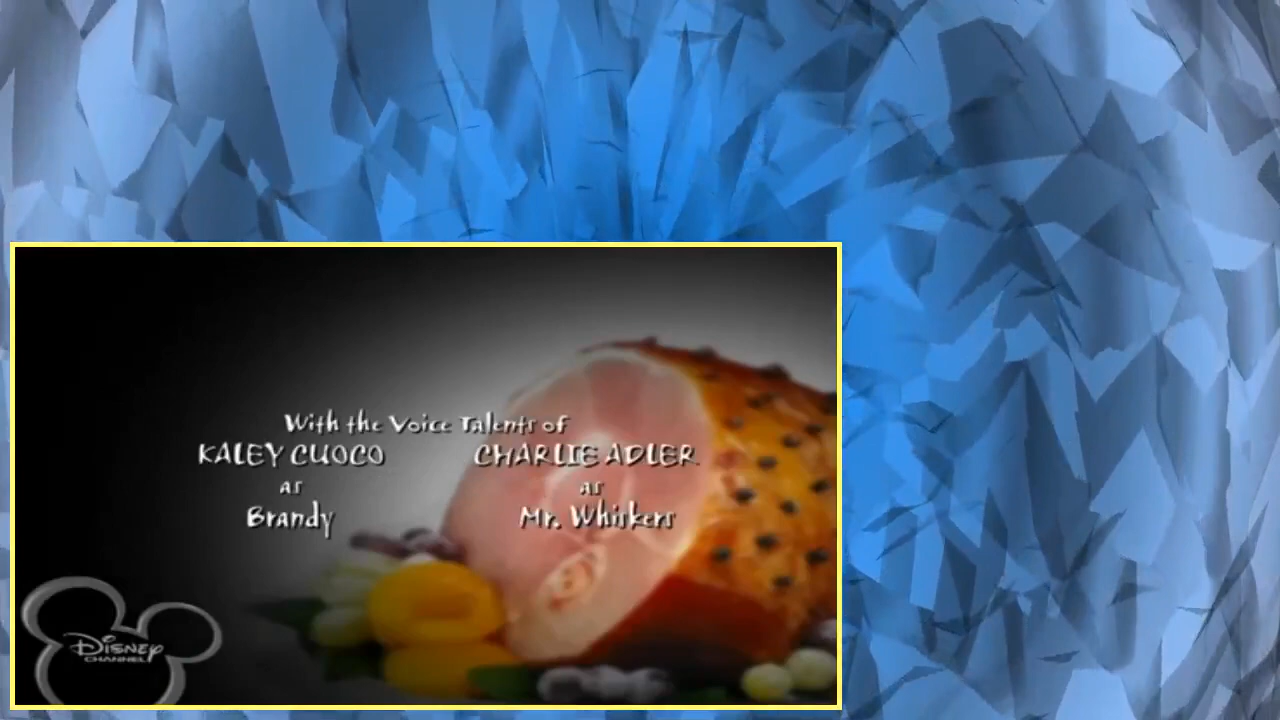 With the Voice Talents of
KALEY CUOCO CHARLIE ADLER
as as
Brandy Mr. Whiskers
DISNEY
CHANNEL